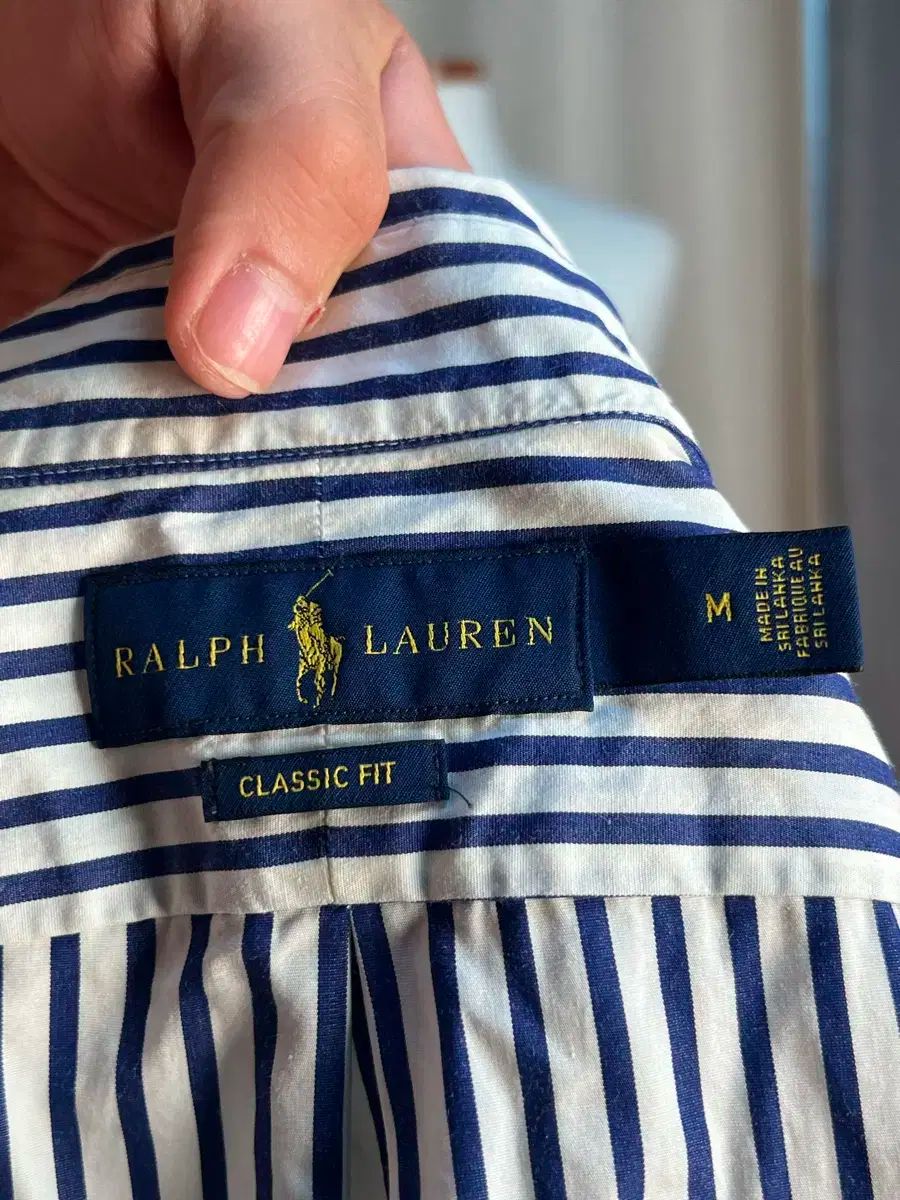 RALPH LAUREN
M
MADE IN
SRI LANKA
FABRIQUE AU
SRI LANKA
CLASSIC FIT